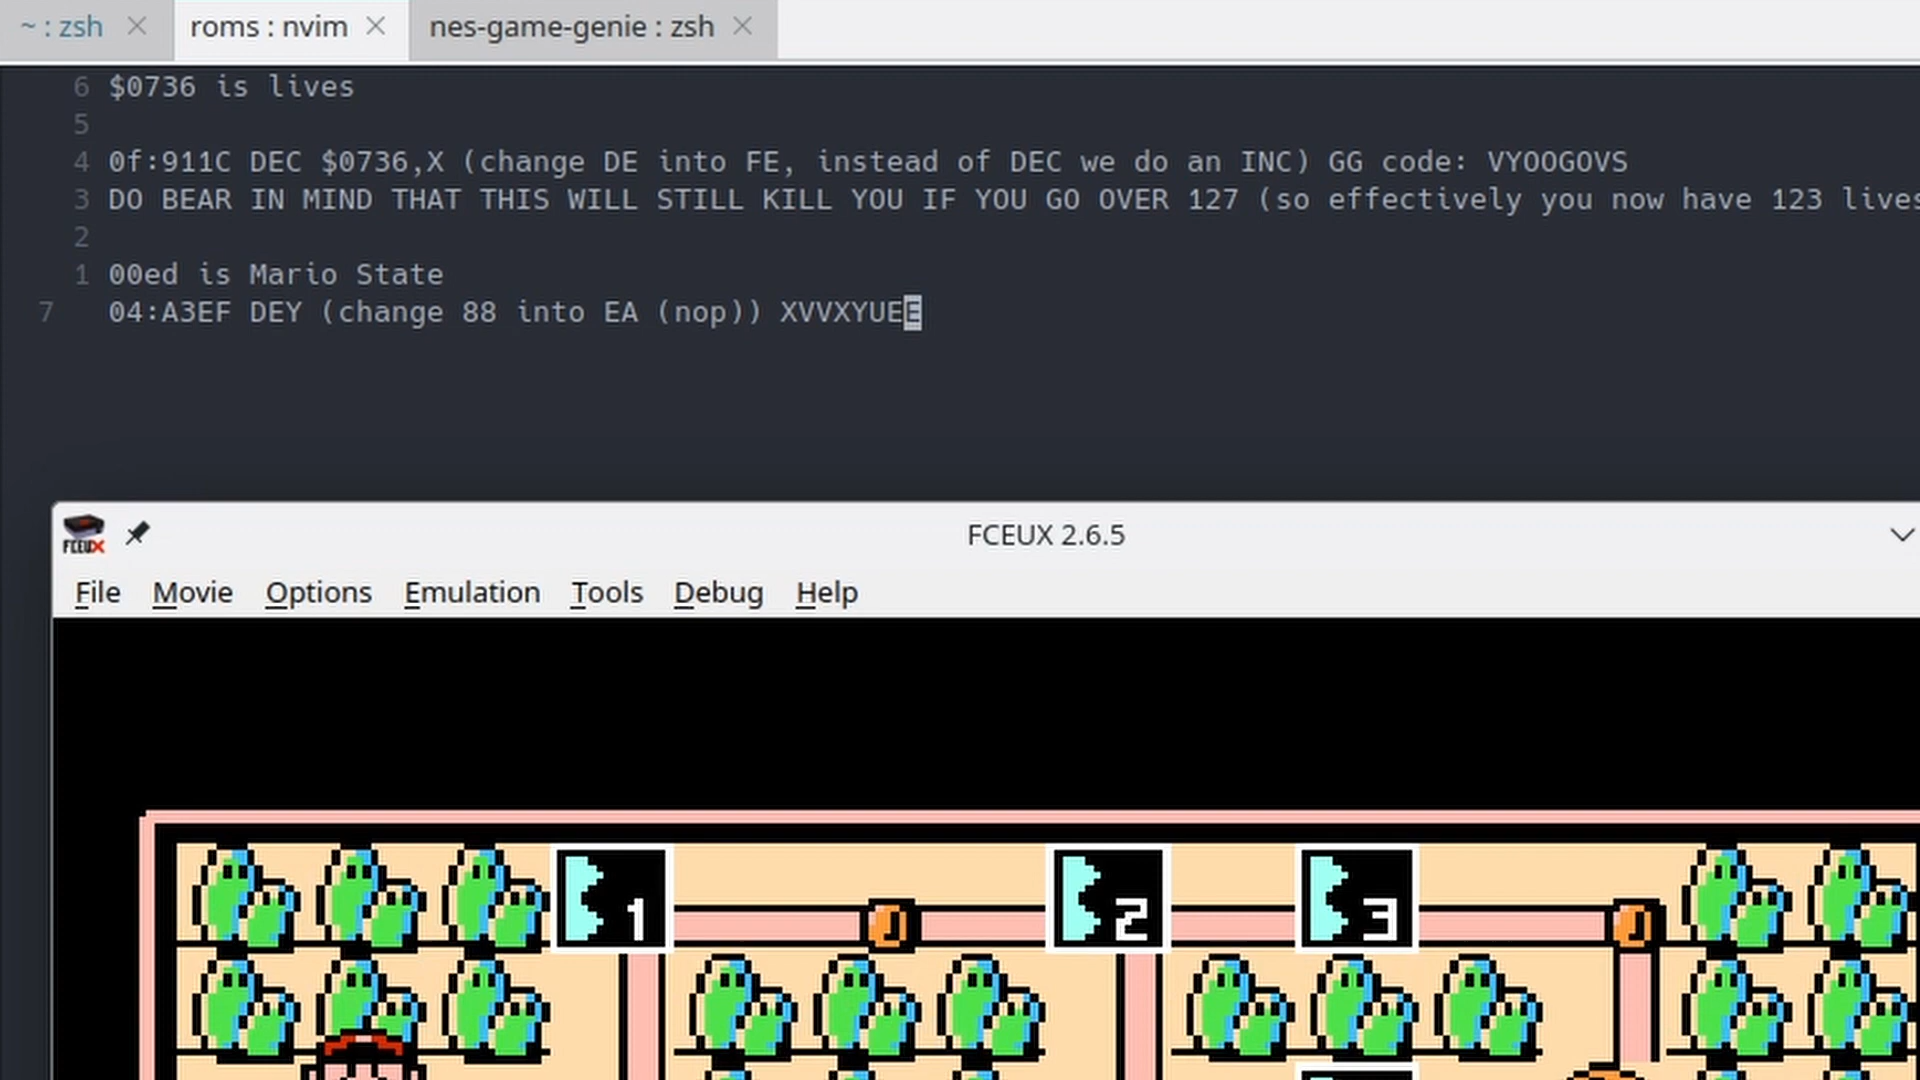 ~ : zsh × roms : nvim × nes-game-genie : zsh ×
6 $0736 is lives
5
4 0f:911C DEC $0736,X (change DE into FE, instead of DEC we do an INC) GG code: VYOOGOVS
3 DO BEAR IN MIND THAT THIS WILL STILL KILL YOU IF YOU GO OVER 127 (so effectively you now have 123 lives
2
1 00ed is Mario State
7 04:A3EF DEY (change 88 into EA (nop)) XVVXYUEE
FCEUX FCEUX 2.6.5
File Movie Options Emulation Tools Debug Help
1 2 3